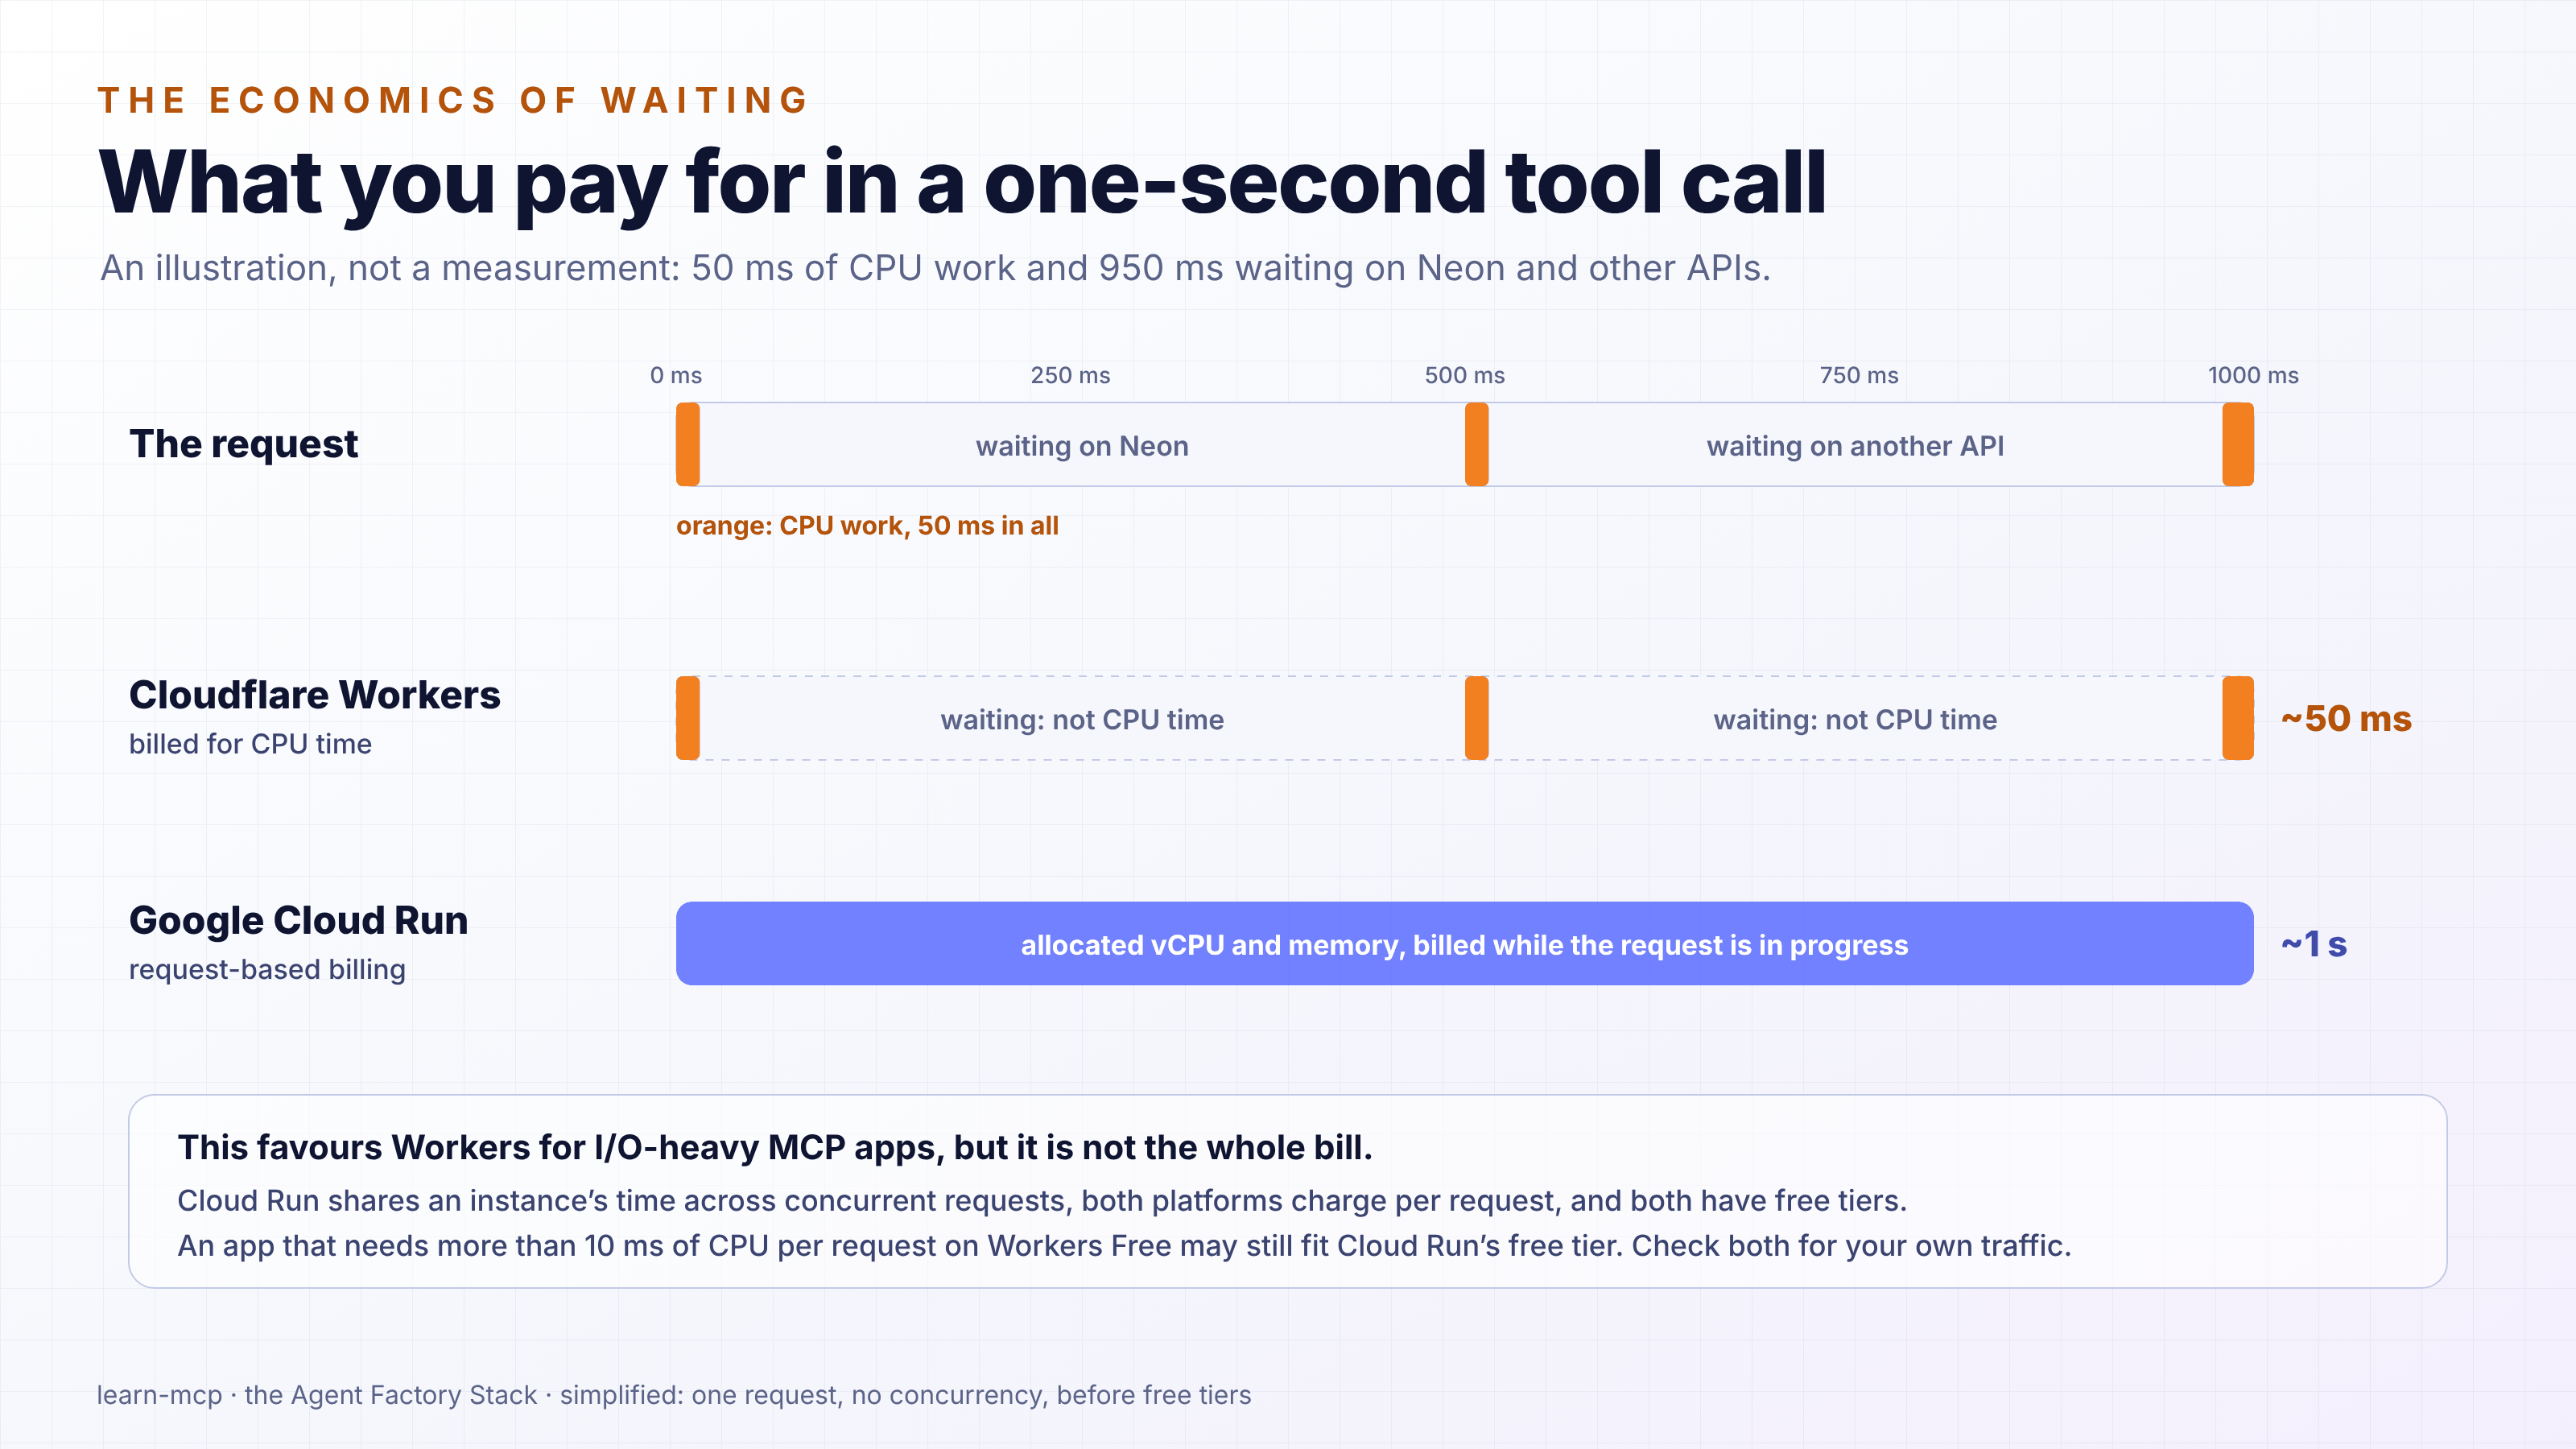 THE ECONOMICS OF WAITING
What you pay for in a one-second tool call
An illustration, not a measurement: 50 ms of CPU work and 950 ms waiting on Neon and other APIs.
0 ms
250 ms
500 ms
750 ms
1000 ms
The request
waiting on Neon
waiting on another API
orange: CPU work, 50 ms in all
Cloudflare Workers
billed for CPU time
waiting: not CPU time
waiting: not CPU time
~50 ms
Google Cloud Run
request-based billing
allocated vCPU and memory, billed while the request is in progress
~1 s
This favours Workers for I/O-heavy MCP apps, but it is not the whole bill.
Cloud Run shares an instance’s time across concurrent requests, both platforms charge per request, and both have free tiers.
An app that needs more than 10 ms of CPU per request on Workers Free may still fit Cloud Run’s free tier. Check both for your own traffic.
learn-mcp · the Agent Factory Stack · simplified: one request, no concurrency, before free tiers